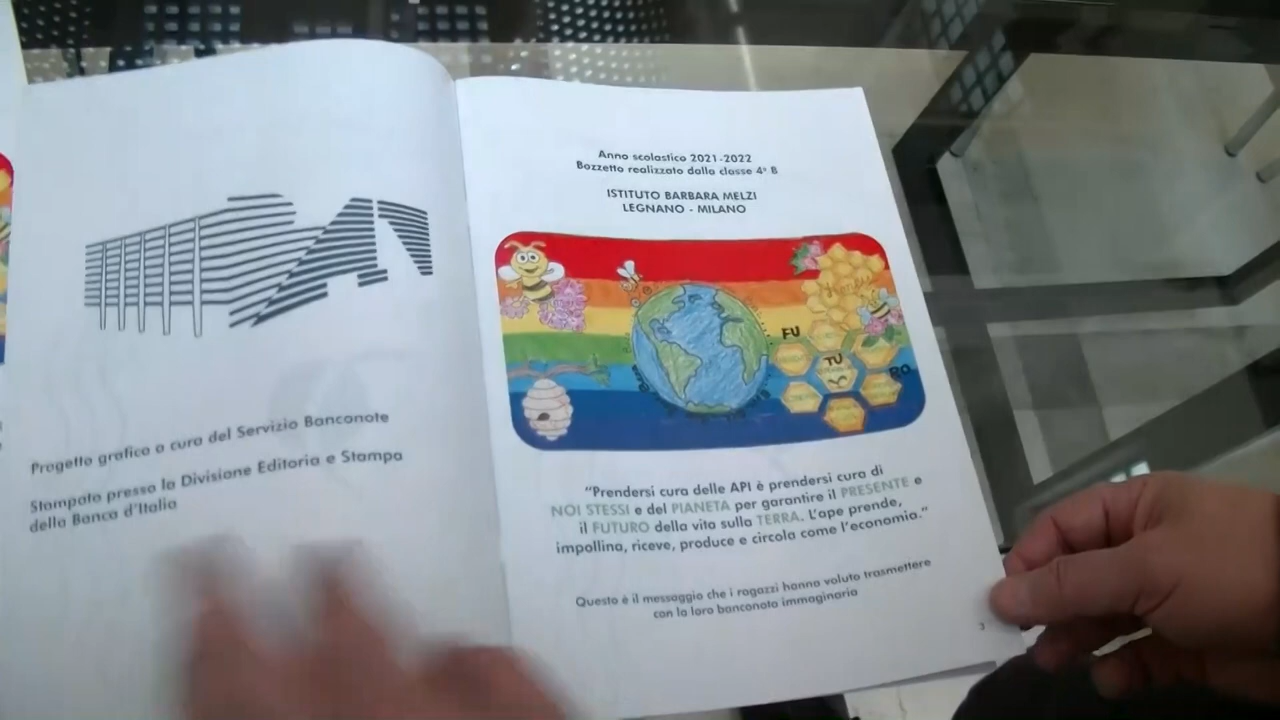 Progetto grafico a cura del Servizio Banconote
Stampato presso la Divisione Editoria e Stampa
della Banca d'Italia
Anno scolastico 2021-2022
Bozzetto realizzato dalla classe 4ª B
ISTITUTO BARBARA MELZI
LEGNANO - MILANO
FU
TU
RO
"Prendersi cura delle API è prendersi cura di
NOI STESSI e del PIANETA per garantire il PRESENTE e
il FUTURO della vita sulla TERRA. L'ape prende,
impollina, riceve, produce e circola come l'economia."
Questo è il messaggio che i ragazzi hanno voluto trasmettere
con la loro banconota immaginaria
3